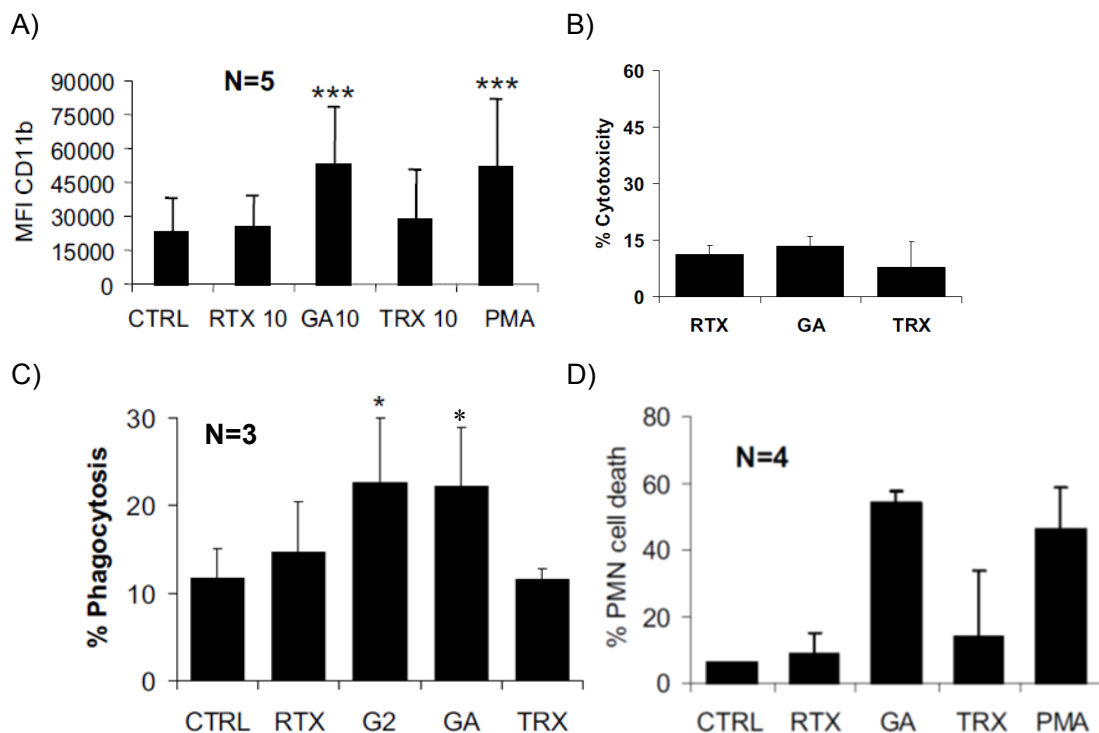 A)
N=5
MFI CD11b
90000
75000
60000
45000
30000
15000
0
*** ***
CTRL RTX 10 GA10 TRX 10 PMA
B)
% Cytotoxicity
60
45
30
15
0
RTX GA TRX
C)
N=3
% Phagocytosis
30
20
10
0
* *
CTRL RTX G2 GA TRX
D)
N=4
% PMN cell death
80
60
40
20
0
CTRL RTX GA TRX PMA